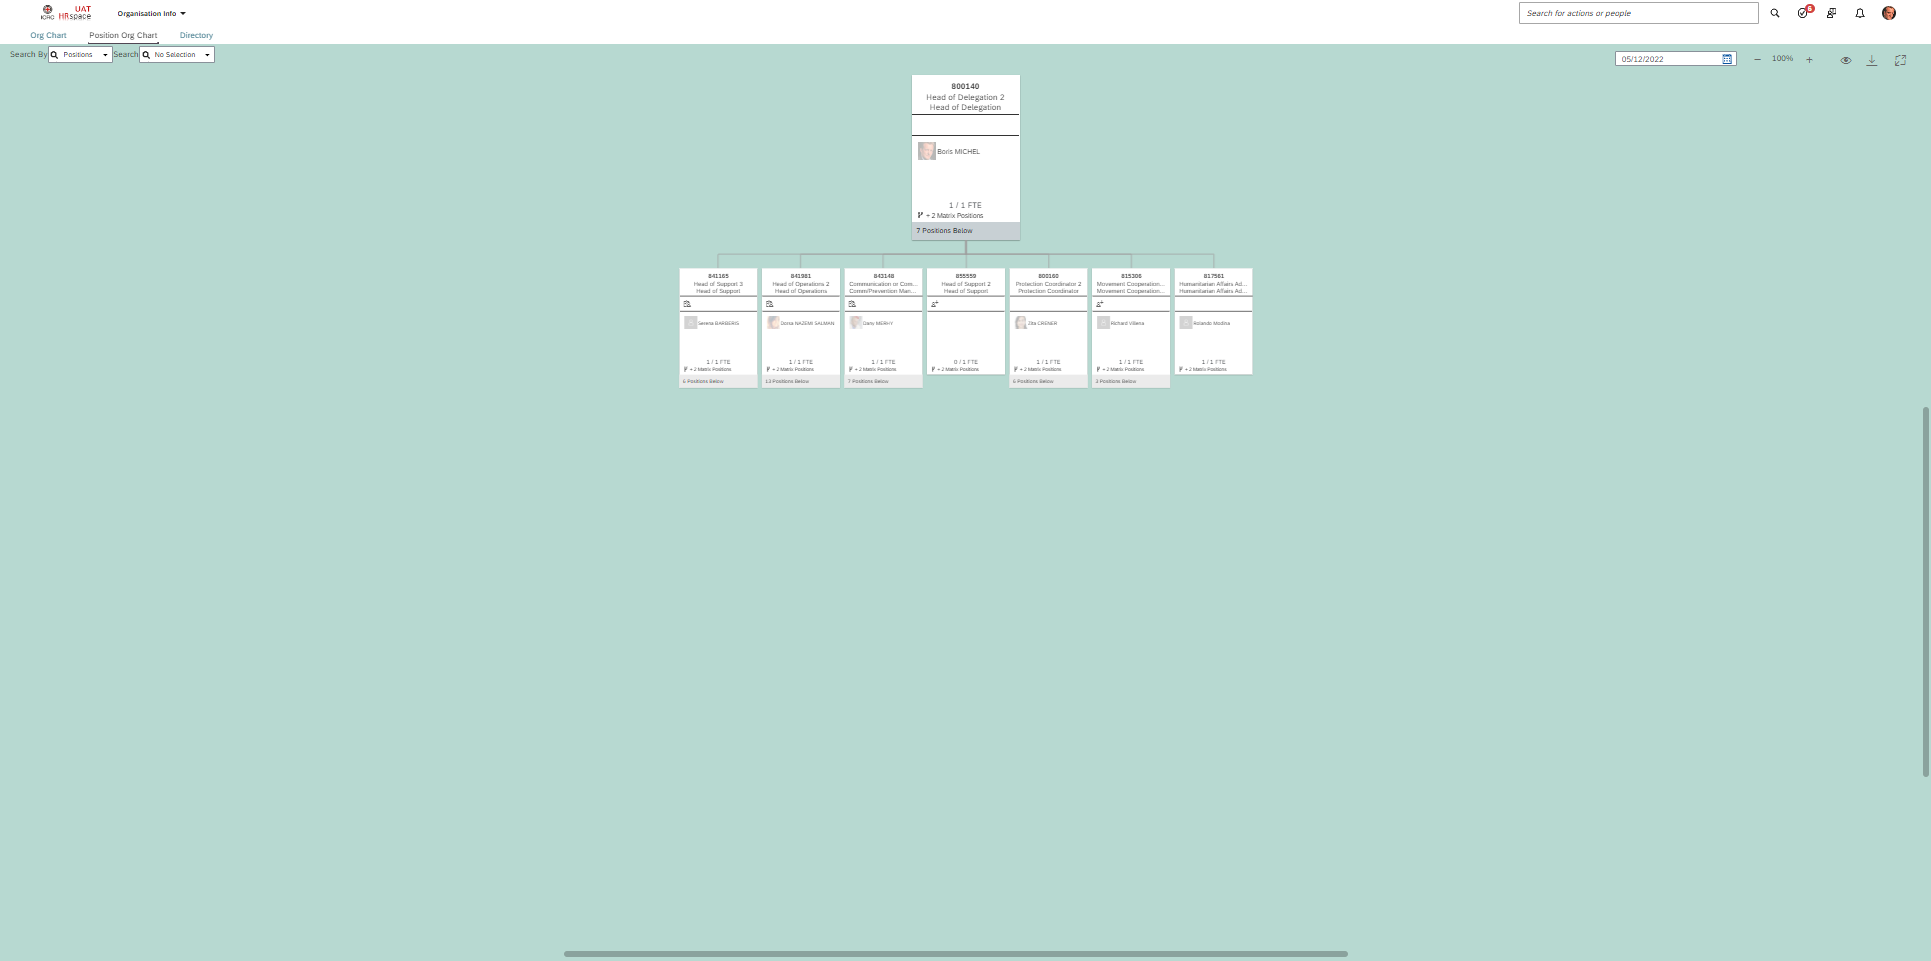 ICRC
UAT
HRspace
Organisation Info
Search for actions or people
6
Org Chart
Position Org Chart
Directory
Search By
Positions
Search
No Selection
05/12/2022
100%
800140
Head of Delegation 2
Head of Delegation
Boris MICHEL
1 / 1 FTE
+ 2 Matrix Positions
7 Positions Below
841165
Head of Support 3
Head of Support
Serena BARBERIS
1 / 1 FTE
+ 2 Matrix Positions
6 Positions Below
841981
Head of Operations 2
Head of Operations
Dorsa NAZEMI SALMAN
1 / 1 FTE
+ 2 Matrix Positions
13 Positions Below
843148
Communication or Com...
Comm/Prevention Man...
Dany MERHY
1 / 1 FTE
+ 2 Matrix Positions
7 Positions Below
855559
Head of Support 2
Head of Support
0 / 1 FTE
+ 2 Matrix Positions
800160
Protection Coordinator 2
Protection Coordinator
Zita CRENER
1 / 1 FTE
+ 2 Matrix Positions
6 Positions Below
815306
Movement Cooperation...
Movement Cooperation...
Richard Villena
1 / 1 FTE
+ 2 Matrix Positions
2 Positions Below
817561
Humanitarian Affairs Ad...
Humanitarian Affairs Ad...
Rolando Modina
1 / 1 FTE
+ 2 Matrix Positions